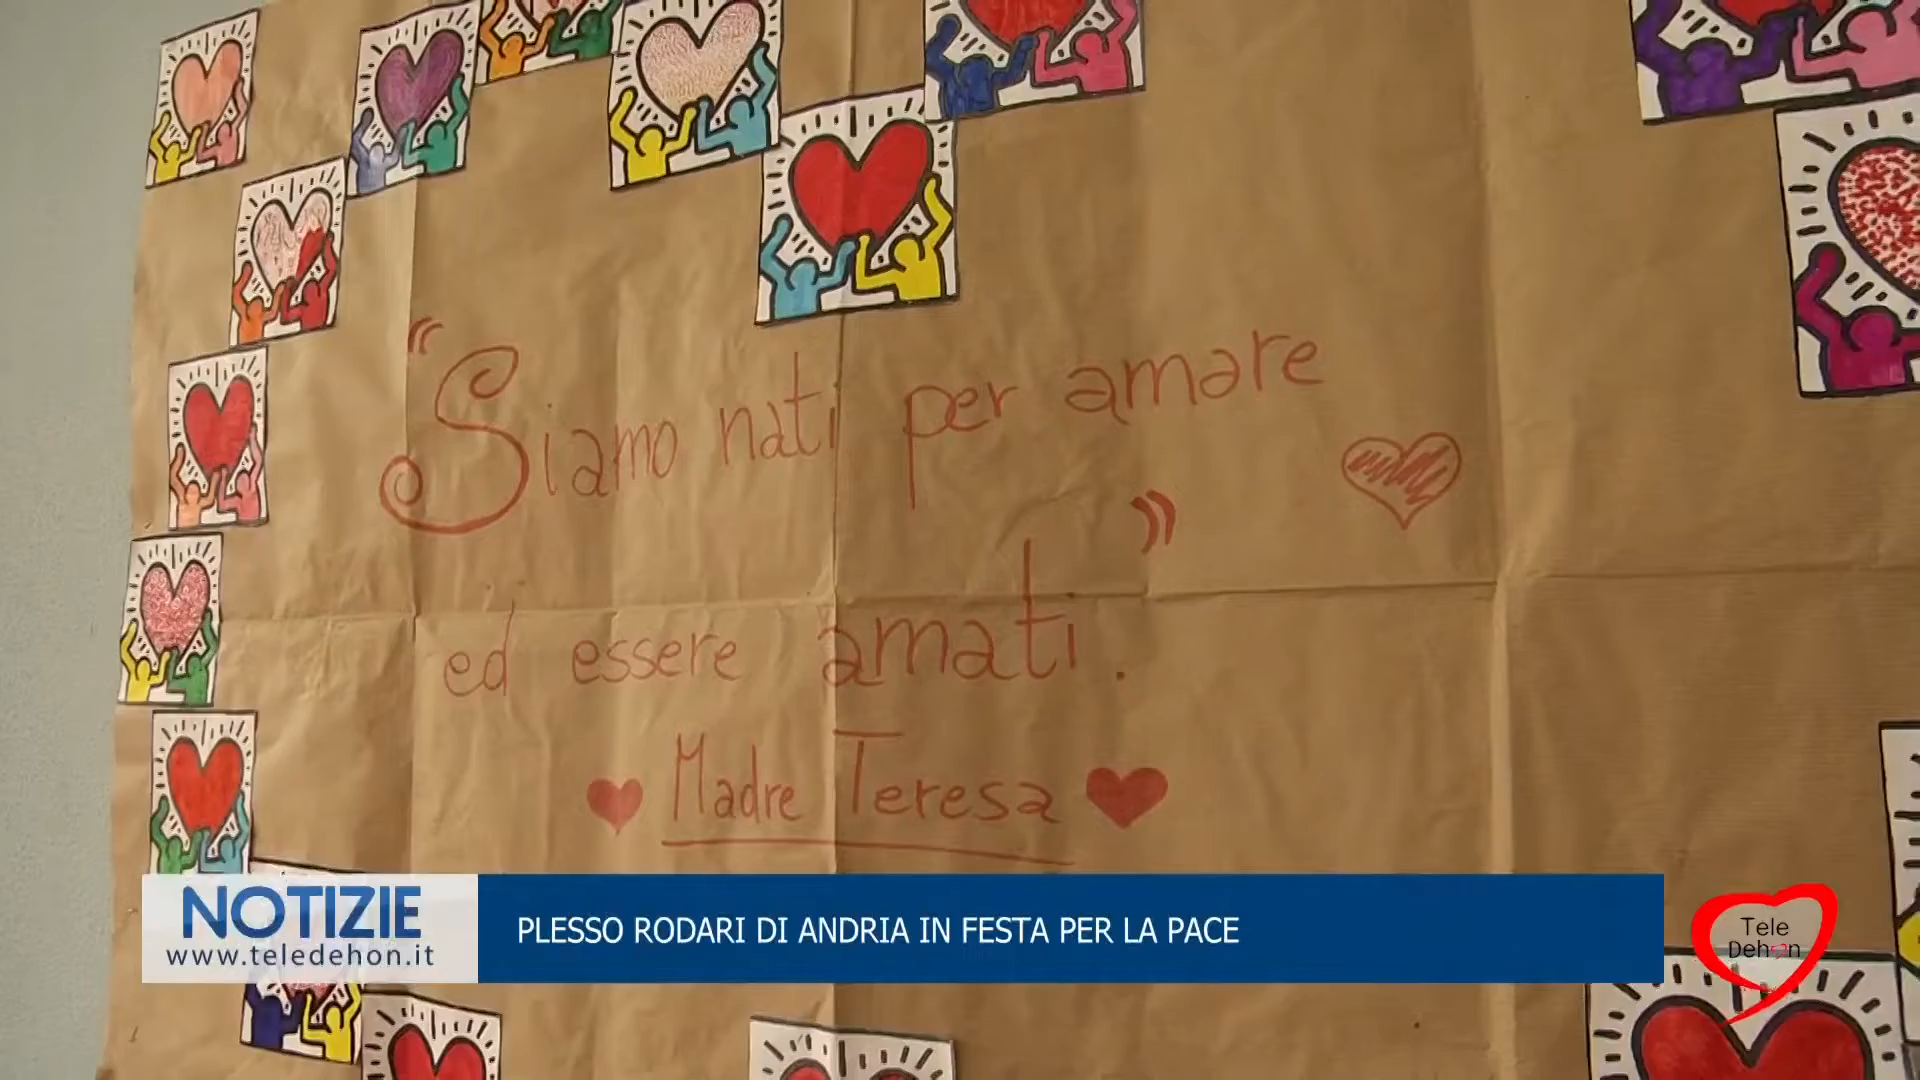 "Siamo nati per amare
ed essere amati."
Madre Teresa
NOTIZIE
www.teledehon.it
PLESSO RODARI DI ANDRIA IN FESTA PER LA PACE
Tele
Dehon